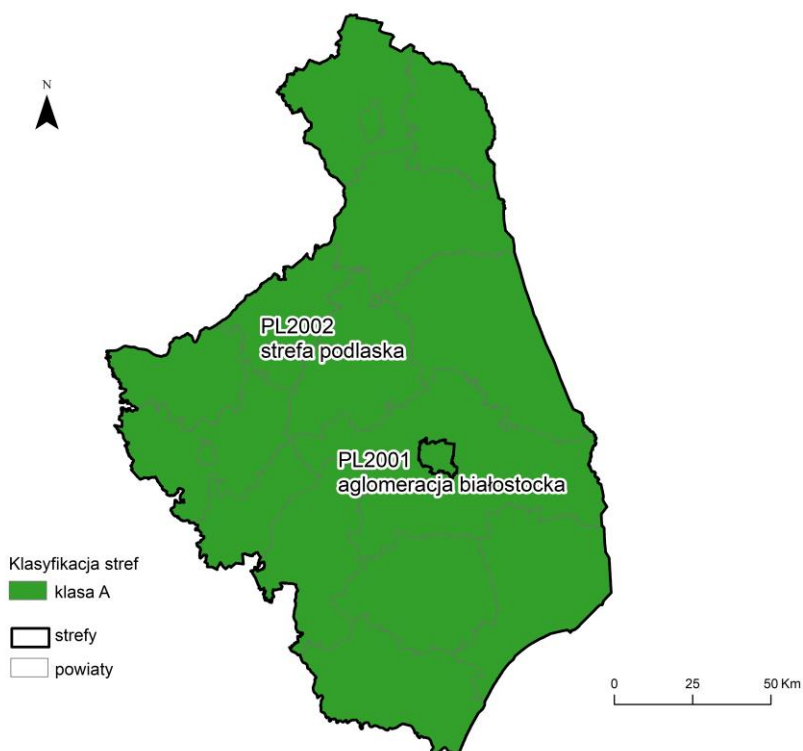 N
PL2002
strefa podlaska
PL2001
aglomeracja białostocka
Klasyfikacja stref
klasa A
strefy
powiaty
0 25 50 Km